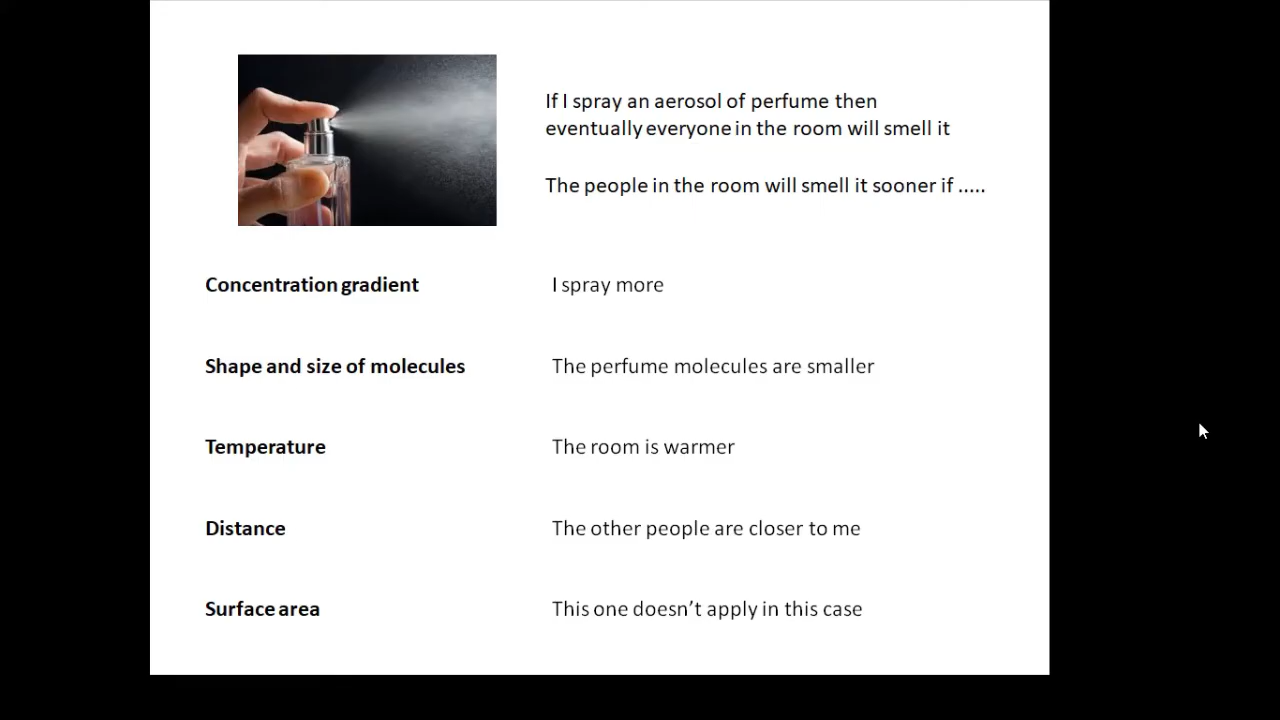 If I spray an aerosol of perfume then
eventually everyone in the room will smell it
The people in the room will smell it sooner if .....
Concentration gradient I spray more
Shape and size of molecules The perfume molecules are smaller
Temperature The room is warmer
Distance The other people are closer to me
Surface area This one doesn’t apply in this case